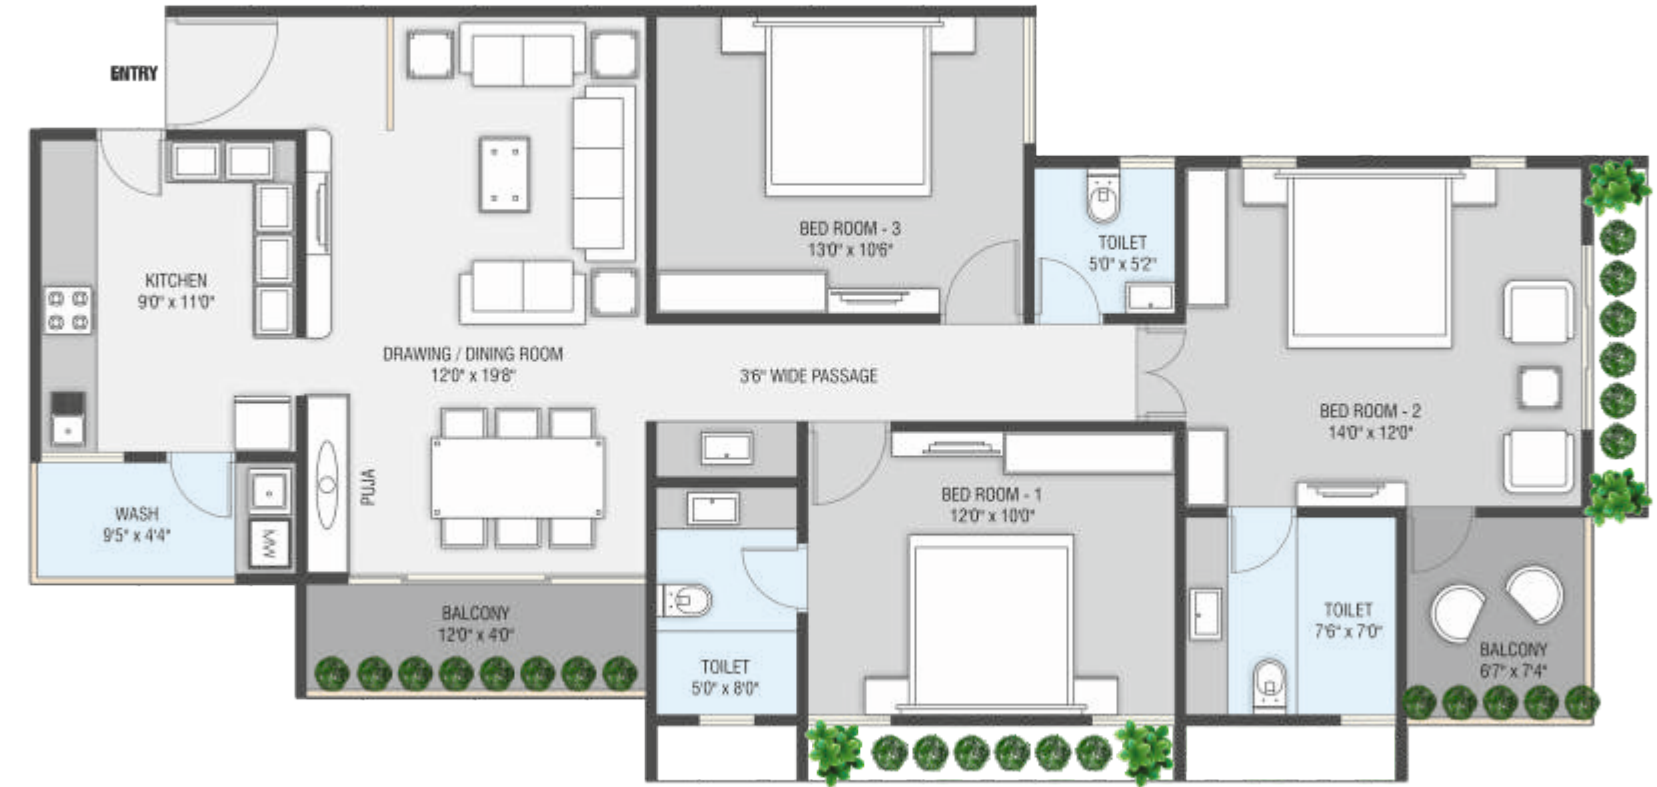 ENTRY
BED ROOM - 3
13'0" x 10'6"
TOILET
5'0" x 5'2"
KITCHEN
9'0" x 11'0"
DRAWING / DINING ROOM
12'0" x 19'8"
3'6" WIDE PASSAGE
BED ROOM - 2
14'0" x 12'0"
PUJA
BED ROOM - 1
12'0" x 10'0"
WASH
9'5" x 4'4"
MW
BALCONY
12'0" x 4'0"
TOILET
7'6" x 7'0"
BALCONY
6'7" x 7'4"
TOILET
5'0" x 8'0"